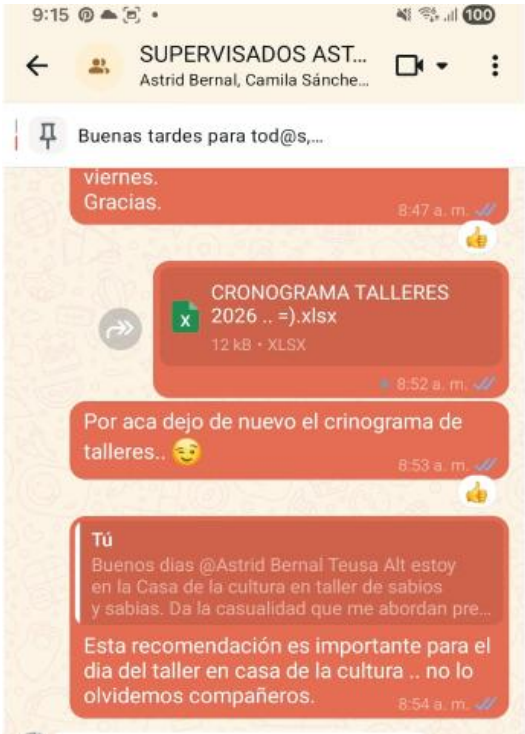 9:15
100
SUPERVISADOS AST...
Astrid Bernal, Camila Sánche...
Buenas tardes para tod@s,...
viernes.
Gracias.
8:47 a. m.
CRONOGRAMA TALLERES
2026 .. =).xlsx
X
12 kB • XLSX
8:52 a. m.
Por aca dejo de nuevo el crinograma de
talleres..
8:53 a. m.
Tú
Buenos dias @Astrid Bernal Teusa Alt estoy
en la Casa de la cultura en taller de sabios
y sabias. Da la casualidad que me abordan pre...
Esta recomendación es importante para el
dia del taller en casa de la cultura .. no lo
olvidemos compañeros.
8:54 a. m.